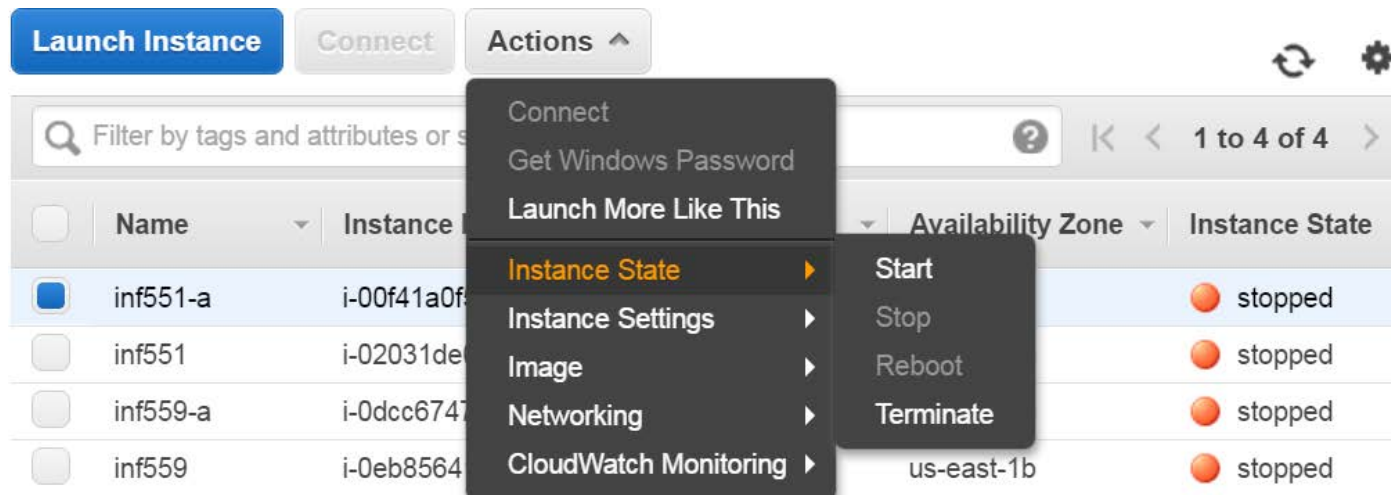 Launch Instance Connect Actions
Connect
Filter by tags and attributes or 1 to 4 of 4
Get Windows Password
Launch More Like This
Name Instance Availability Zone Instance State
Instance State Start
inf551-a i-00f41a0f stopped
Instance Settings Stop
inf551 i-02031de stopped
Image Reboot
inf559-a i-0dcc6747 stopped
Networking Terminate
inf559 i-0eb8564 us-east-1b stopped
CloudWatch Monitoring